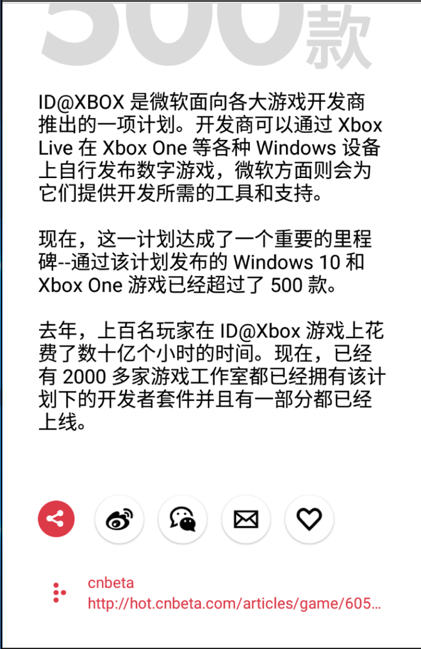 500款
ID@XBOX 是微软面向各大游戏开发商
推出的一项计划。开发商可以通过 Xbox
Live 在 Xbox One 等各种 Windows 设备
上自行发布数字游戏，微软方面则会为
它们提供开发所需的工具和支持。
现在，这一计划达成了一个重要的里程
碑--通过该计划发布的 Windows 10 和
Xbox One 游戏已经超过了 500 款。
去年，上百名玩家在 ID@Xbox 游戏上花
费了数十亿个小时的时间。现在，已经
有 2000 多家游戏工作室都已经拥有该计
划下的开发者套件并且有一部分都已经
上线。
cnbeta
http://hot.cnbeta.com/articles/game/605...